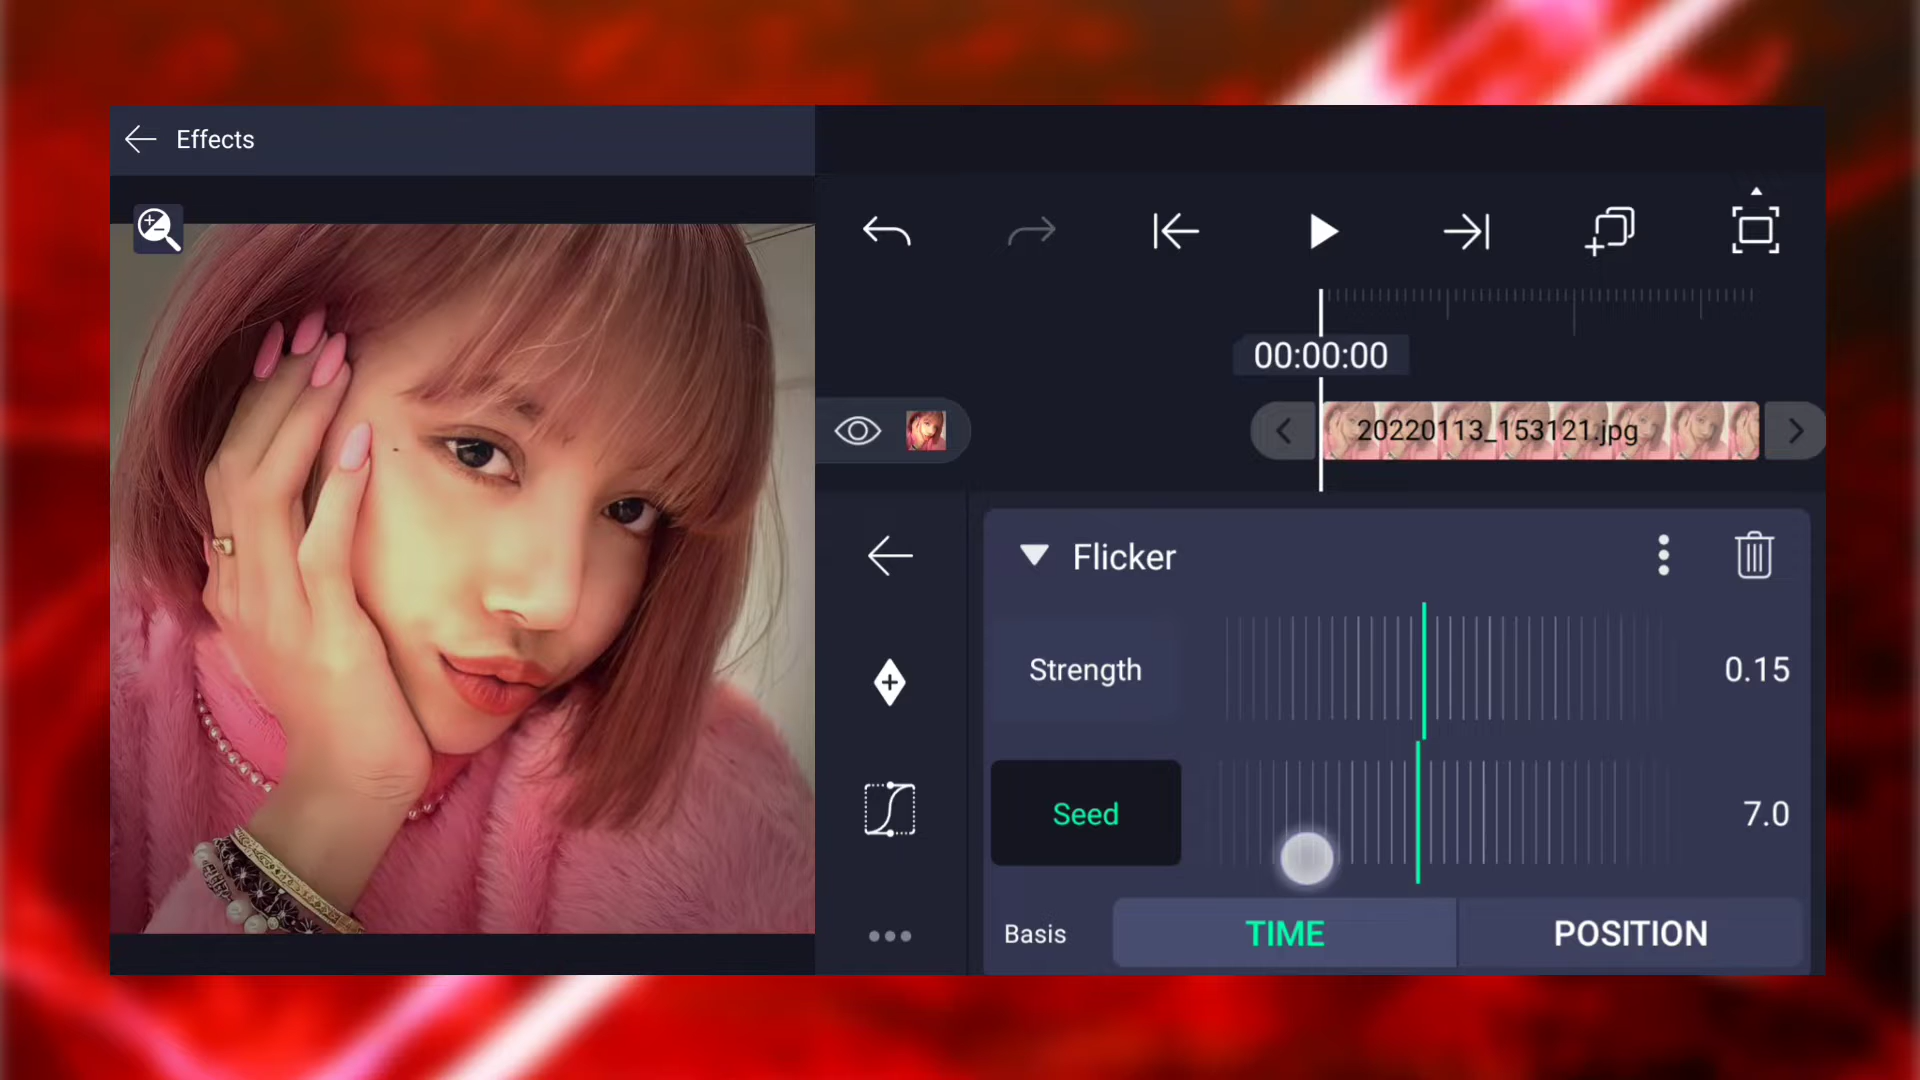 Effects
00:00:00
20220113_153121.jpg
Flicker
Strength
0.15
Seed
7.0
Basis
TIME
POSITION